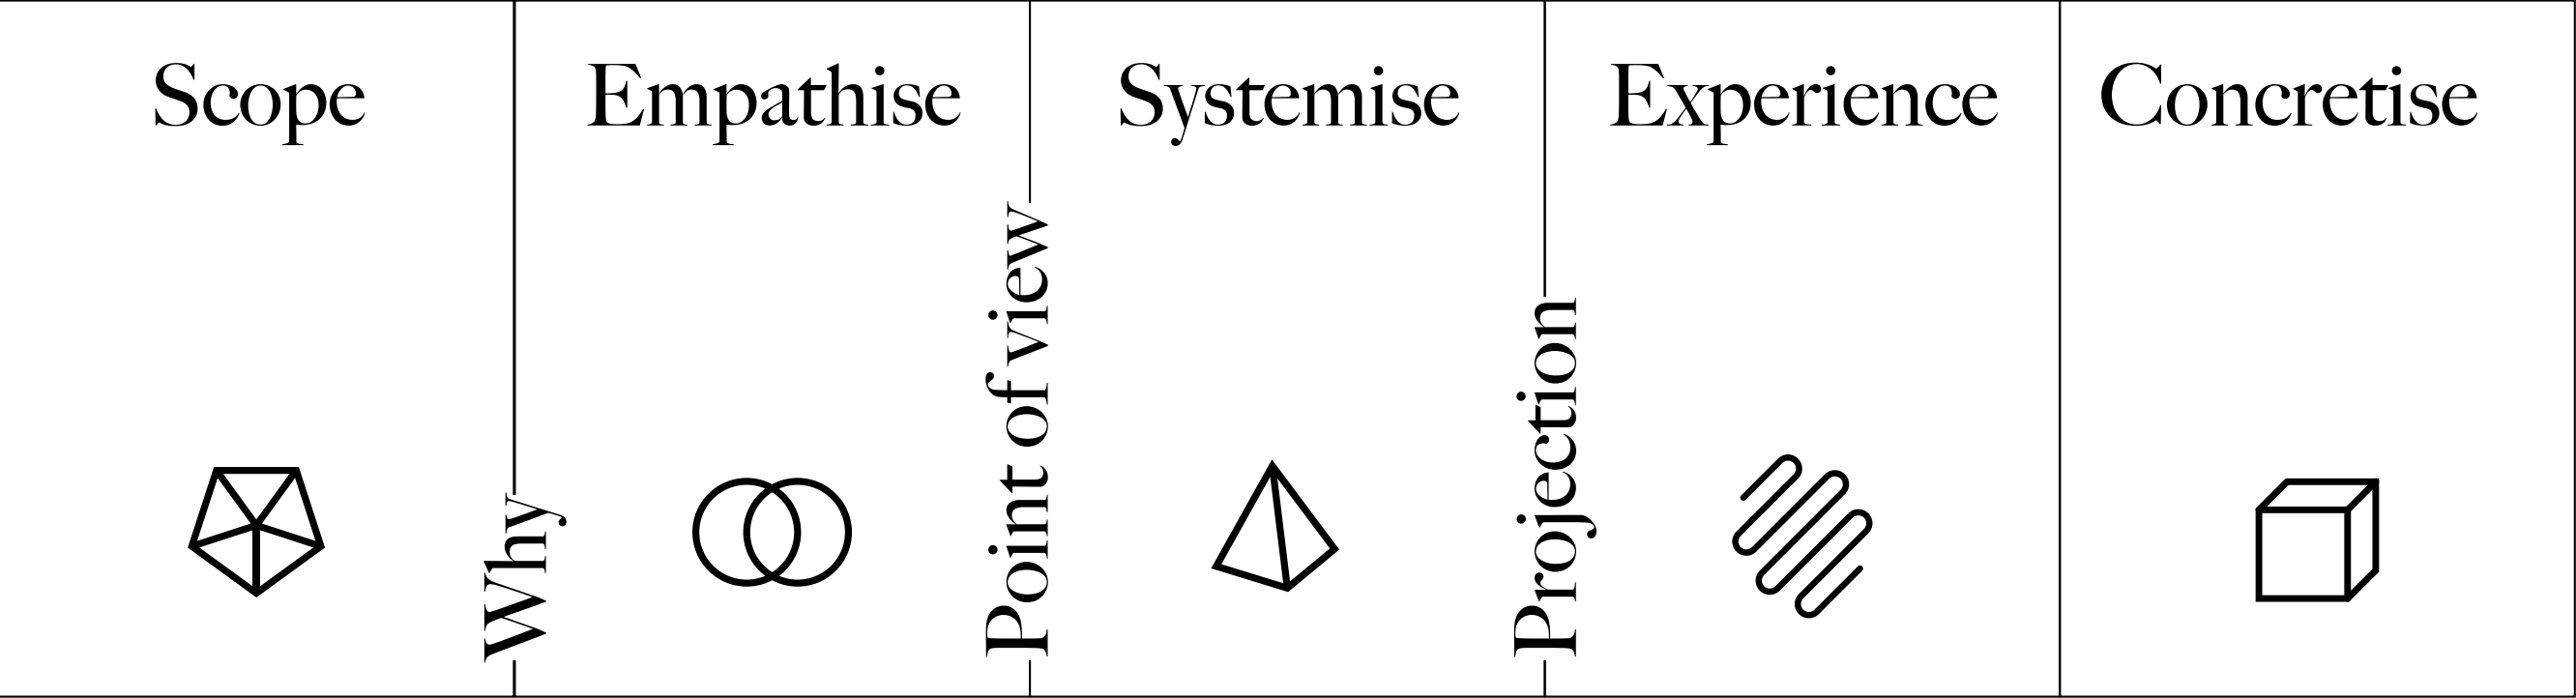 Scope
Why
Empathise
Point of view
Systemise
Projection
Experience
Concretise